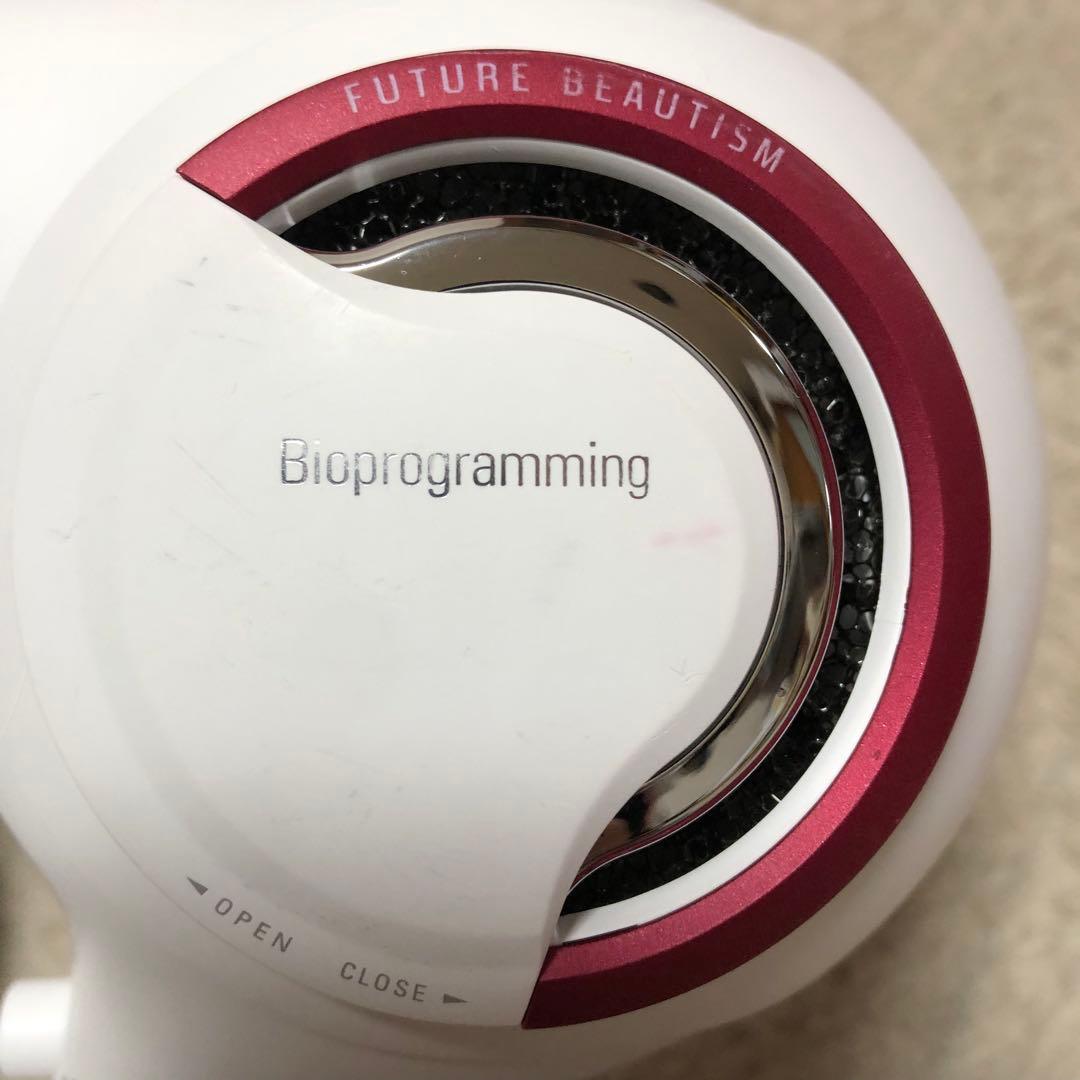 FUTURE BEAUTISM
Bioprogramming
OPEN
CLOSE